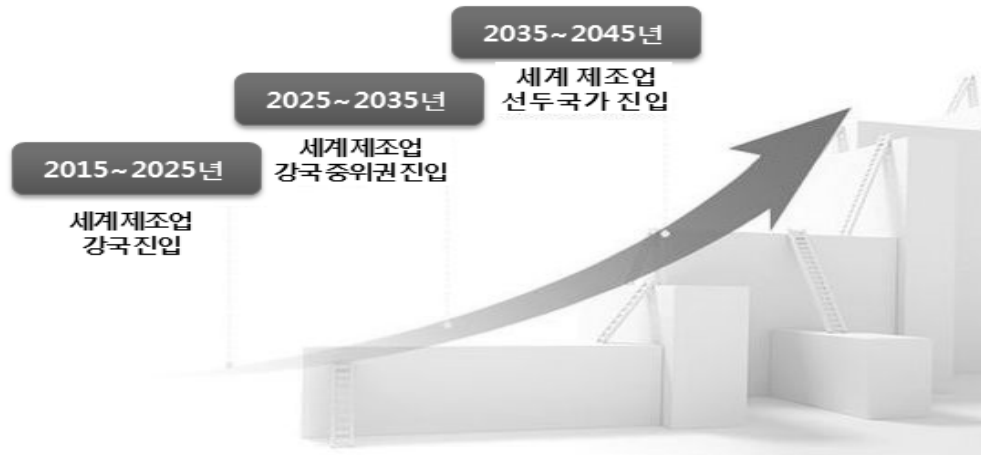 2015~2025년
세계 제조업
강국 진입
2025~2035년
세계 제조업
강국 중위권 진입
2035~2045년
세계 제조업
선두국가 진입